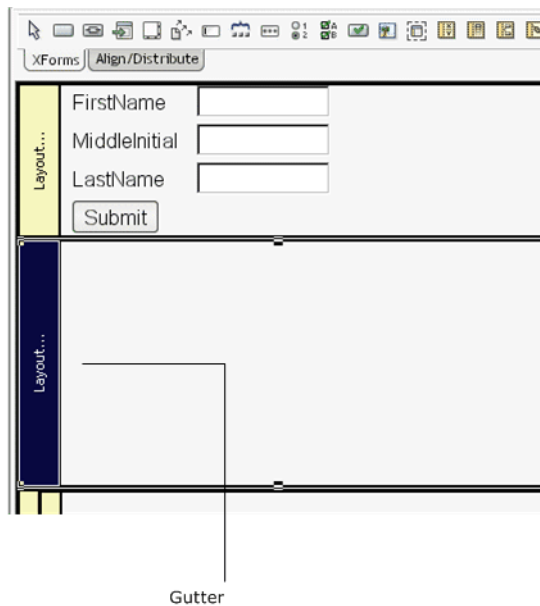 XForms Align/Distribute
Layout...
FirstName
MiddleInitial
LastName
Submit
Layout...
Gutter